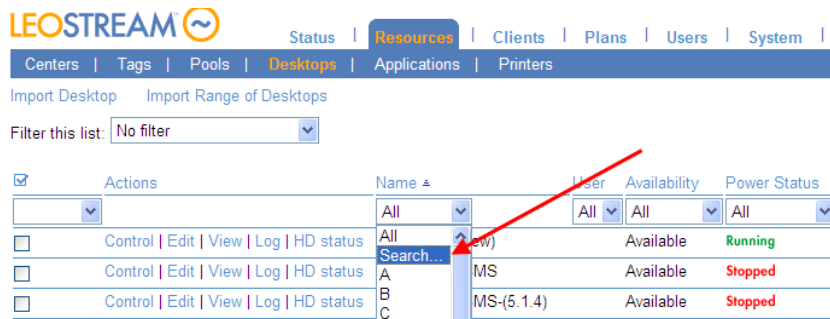 LEOSTREAM
Status | Resources | Clients | Plans | Users | System |
Centers | Tags | Pools | Desktops | Applications | Printers
Import Desktop Import Range of Desktops
Filter this list: No filter
Actions Name User Availability Power Status
All All All All
Control | Edit | View | Log | HD status All ew) Available Running
Search...
Control | Edit | View | Log | HD status A MS Available Stopped
B
Control | Edit | View | Log | HD status C MS-(5.1.4) Available Stopped